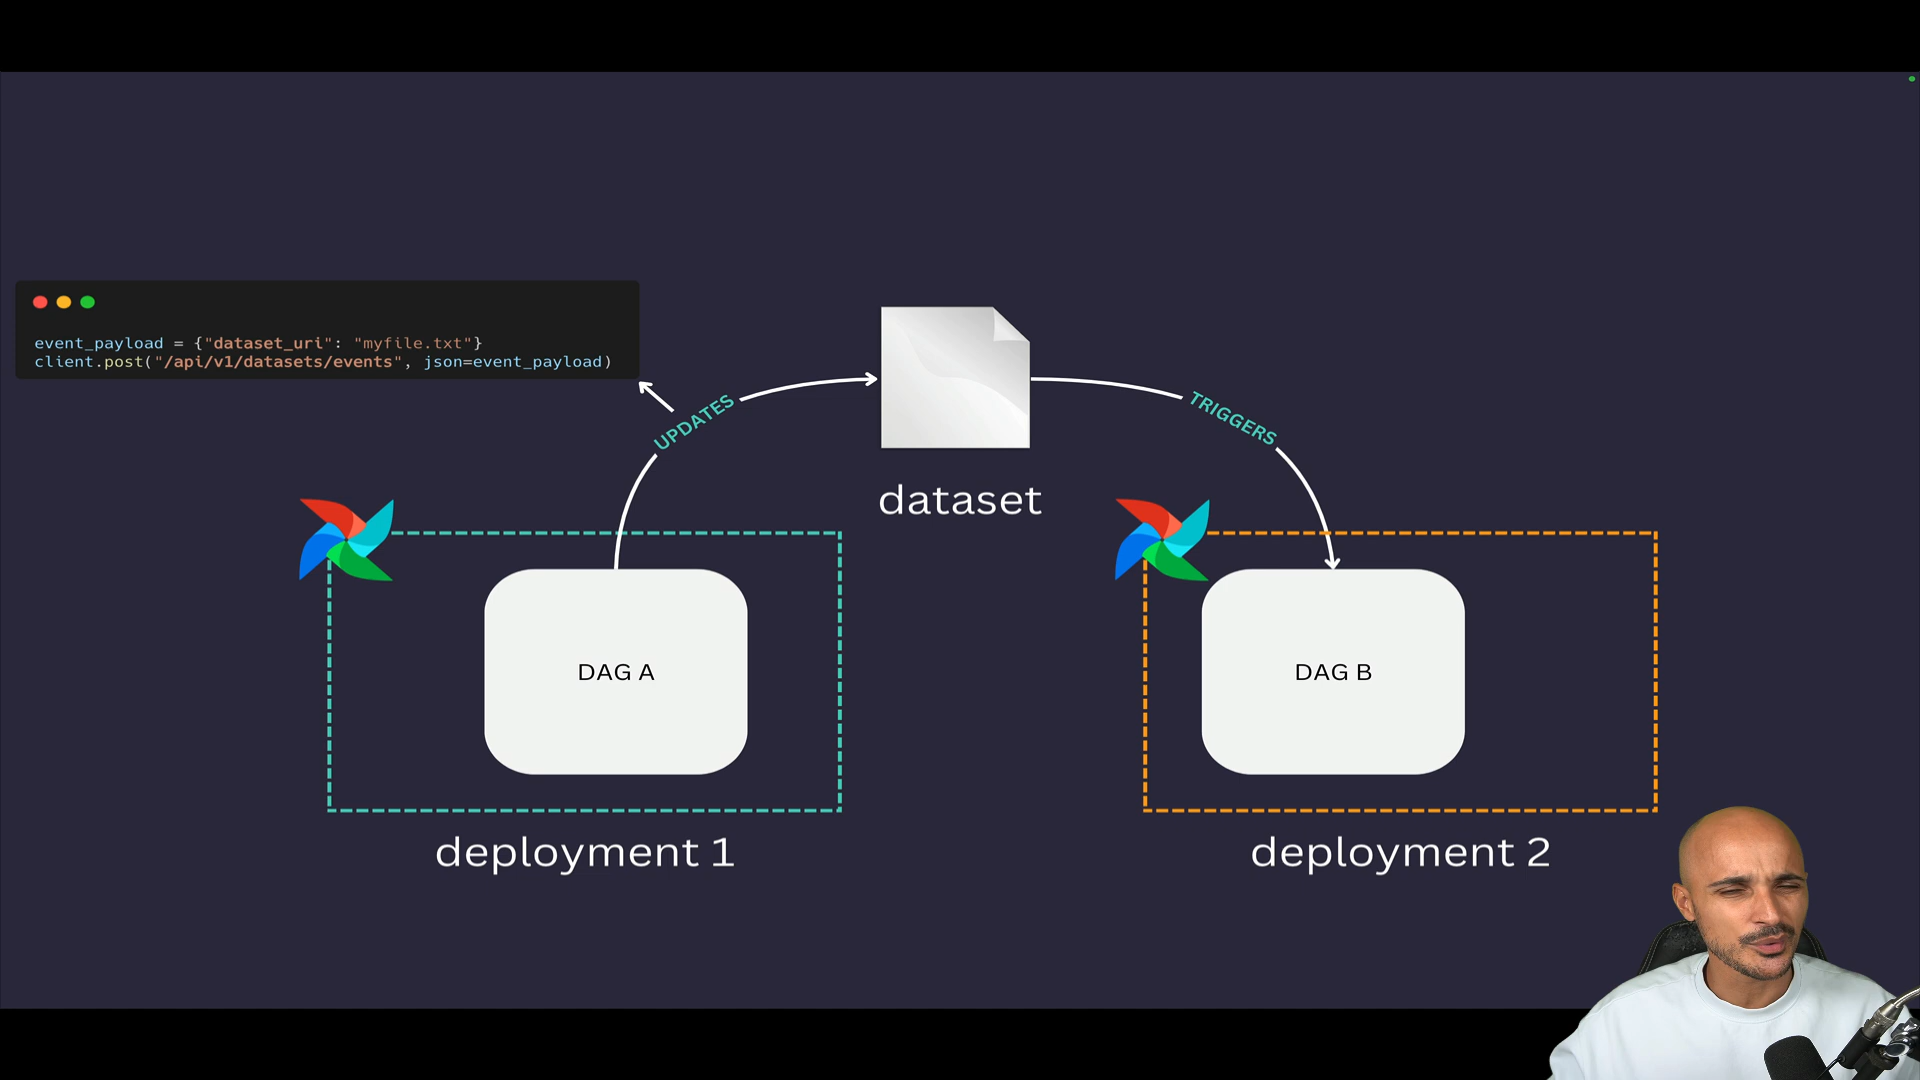 event_payload = {"dataset_uri": "myfile.txt"}
client.post("/api/v1/datasets/events", json=event_payload)
UPDATES
TRIGGERS
dataset
DAG A
DAG B
deployment 1
deployment 2